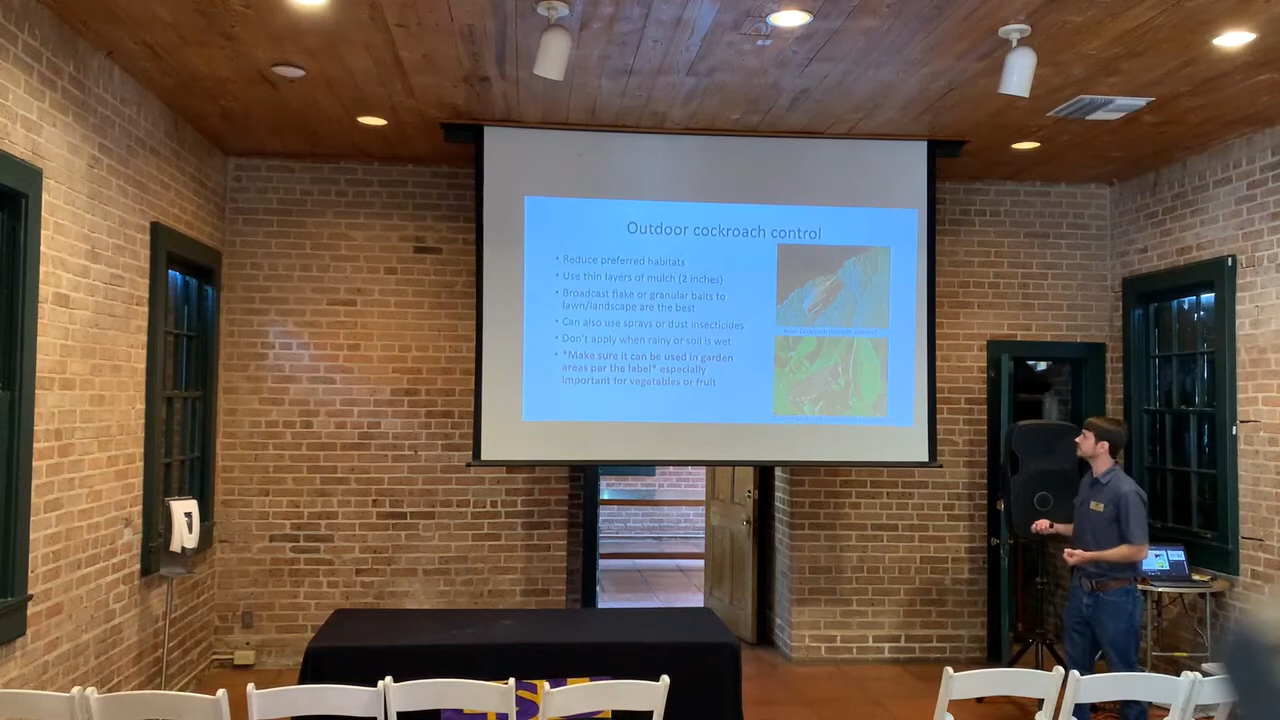 Outdoor cockroach control
• Reduce preferred habitats
• Use thin layers of mulch (2 inches)
• Broadcast flake or granular baits to
lawn/landscape are the best
• Can also use sprays or dust insecticides
• Don't apply when rainy or soil is wet
• *Make sure it can be used in garden
areas per the label* especially
important for vegetables or fruit